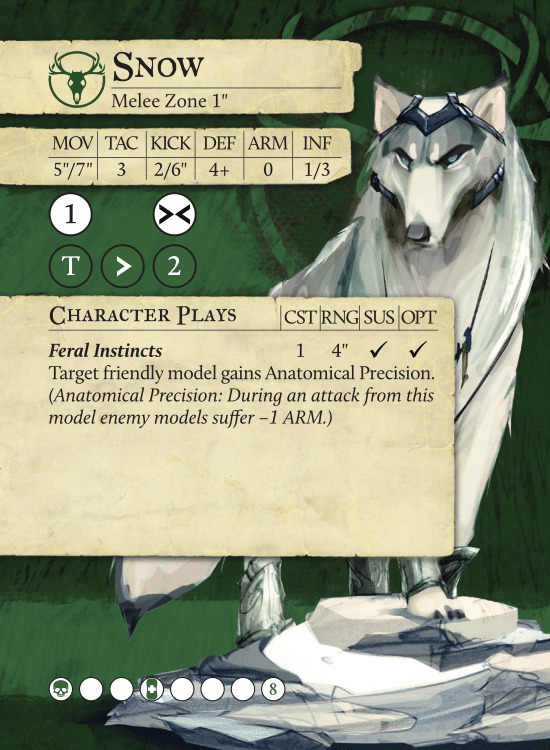 Snow
Melee Zone 1"
MOV TAC KICK DEF ARM INF
5"/7" 3 2/6" 4+ 0 1/3
1 ><
T > 2
Character Plays CST RNG SUS OPT
Feral Instincts 1 4" ✓ ✓
Target friendly model gains Anatomical Precision.
(Anatomical Precision: During an attack from this
model enemy models suffer –1 ARM.)
8